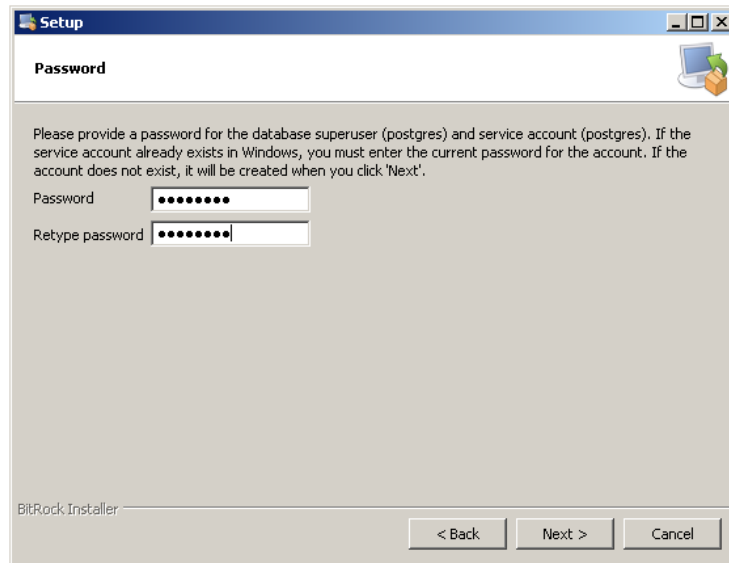 Setup
Password
Please provide a password for the database superuser (postgres) and service account (postgres). If the
service account already exists in Windows, you must enter the current password for the account. If the
account does not exist, it will be created when you click 'Next'.
Password ●●●●●●●●
Retype password ●●●●●●●●
BitRock Installer
< Back Next > Cancel